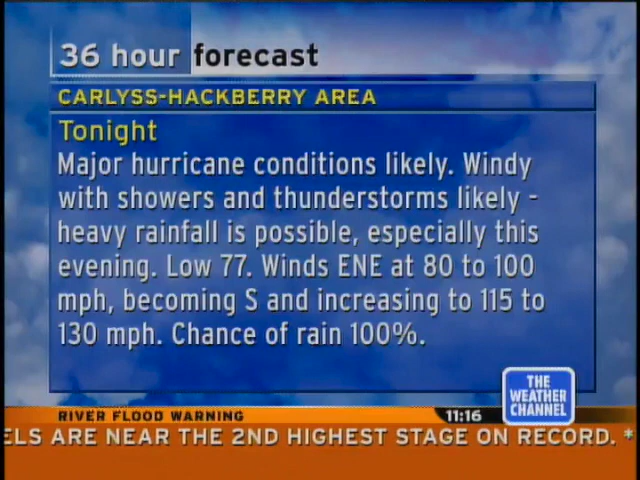 36 hour forecast
CARLYSS-HACKBERRY AREA
Tonight
Major hurricane conditions likely. Windy
with showers and thunderstorms likely -
heavy rainfall is possible, especially this
evening. Low 77. Winds ENE at 80 to 100
mph, becoming S and increasing to 115 to
130 mph. Chance of rain 100%.
THE
WEATHER
CHANNEL
RIVER FLOOD WARNING 11:16
ELS ARE NEAR THE 2ND HIGHEST STAGE ON RECORD. *